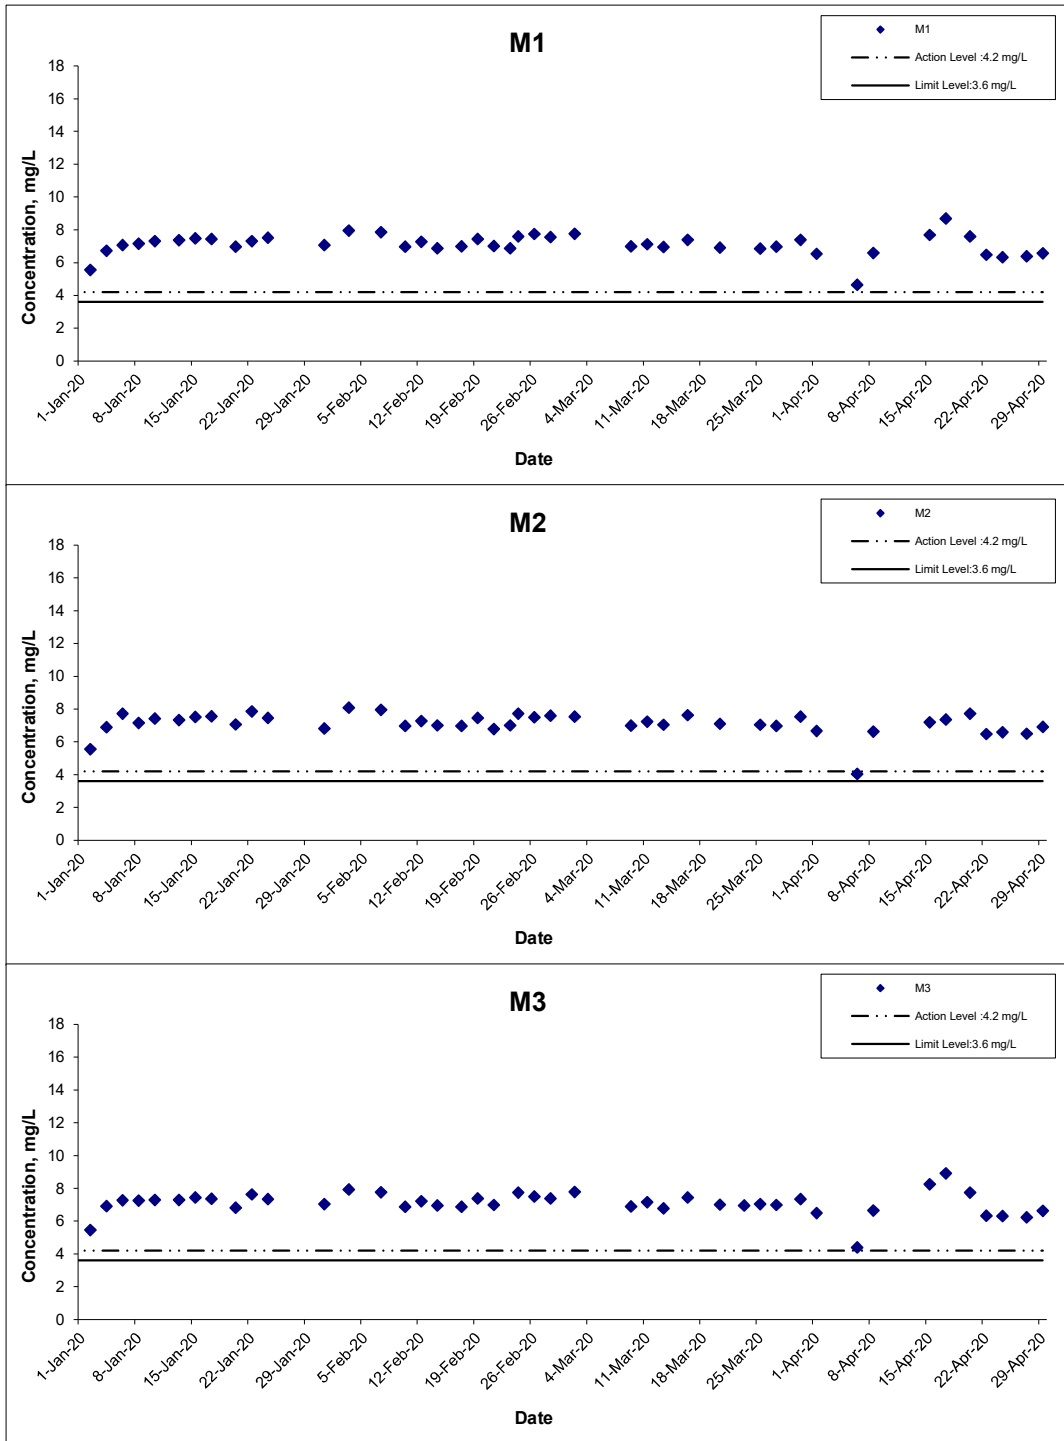 M1
M1
Action Level :4.2 mg/L
Limit Level:3.6 mg/L
Concentration, mg/L
18
16
14
12
10
8
6
4
2
0
1-Jan-20
8-Jan-20
15-Jan-20
22-Jan-20
29-Jan-20
5-Feb-20
12-Feb-20
19-Feb-20
26-Feb-20
4-Mar-20
11-Mar-20
18-Mar-20
25-Mar-20
1-Apr-20
8-Apr-20
15-Apr-20
22-Apr-20
29-Apr-20
Date
M2
M2
Action Level :4.2 mg/L
Limit Level:3.6 mg/L
Concentration, mg/L
18
16
14
12
10
8
6
4
2
0
1-Jan-20
8-Jan-20
15-Jan-20
22-Jan-20
29-Jan-20
5-Feb-20
12-Feb-20
19-Feb-20
26-Feb-20
4-Mar-20
11-Mar-20
18-Mar-20
25-Mar-20
1-Apr-20
8-Apr-20
15-Apr-20
22-Apr-20
29-Apr-20
Date
M3
M3
Action Level :4.2 mg/L
Limit Level:3.6 mg/L
Concentration, mg/L
18
16
14
12
10
8
6
4
2
0
1-Jan-20
8-Jan-20
15-Jan-20
22-Jan-20
29-Jan-20
5-Feb-20
12-Feb-20
19-Feb-20
26-Feb-20
4-Mar-20
11-Mar-20
18-Mar-20
25-Mar-20
1-Apr-20
8-Apr-20
15-Apr-20
22-Apr-20
29-Apr-20
Date